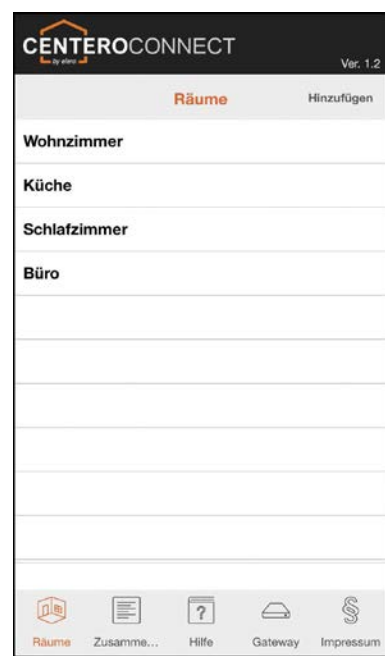 CENTEROCONNECT
by elero
Ver. 1.2
Räume Hinzufügen
Wohnzimmer
Küche
Schlafzimmer
Büro
Räume Zusamme... Hilfe Gateway Impressum